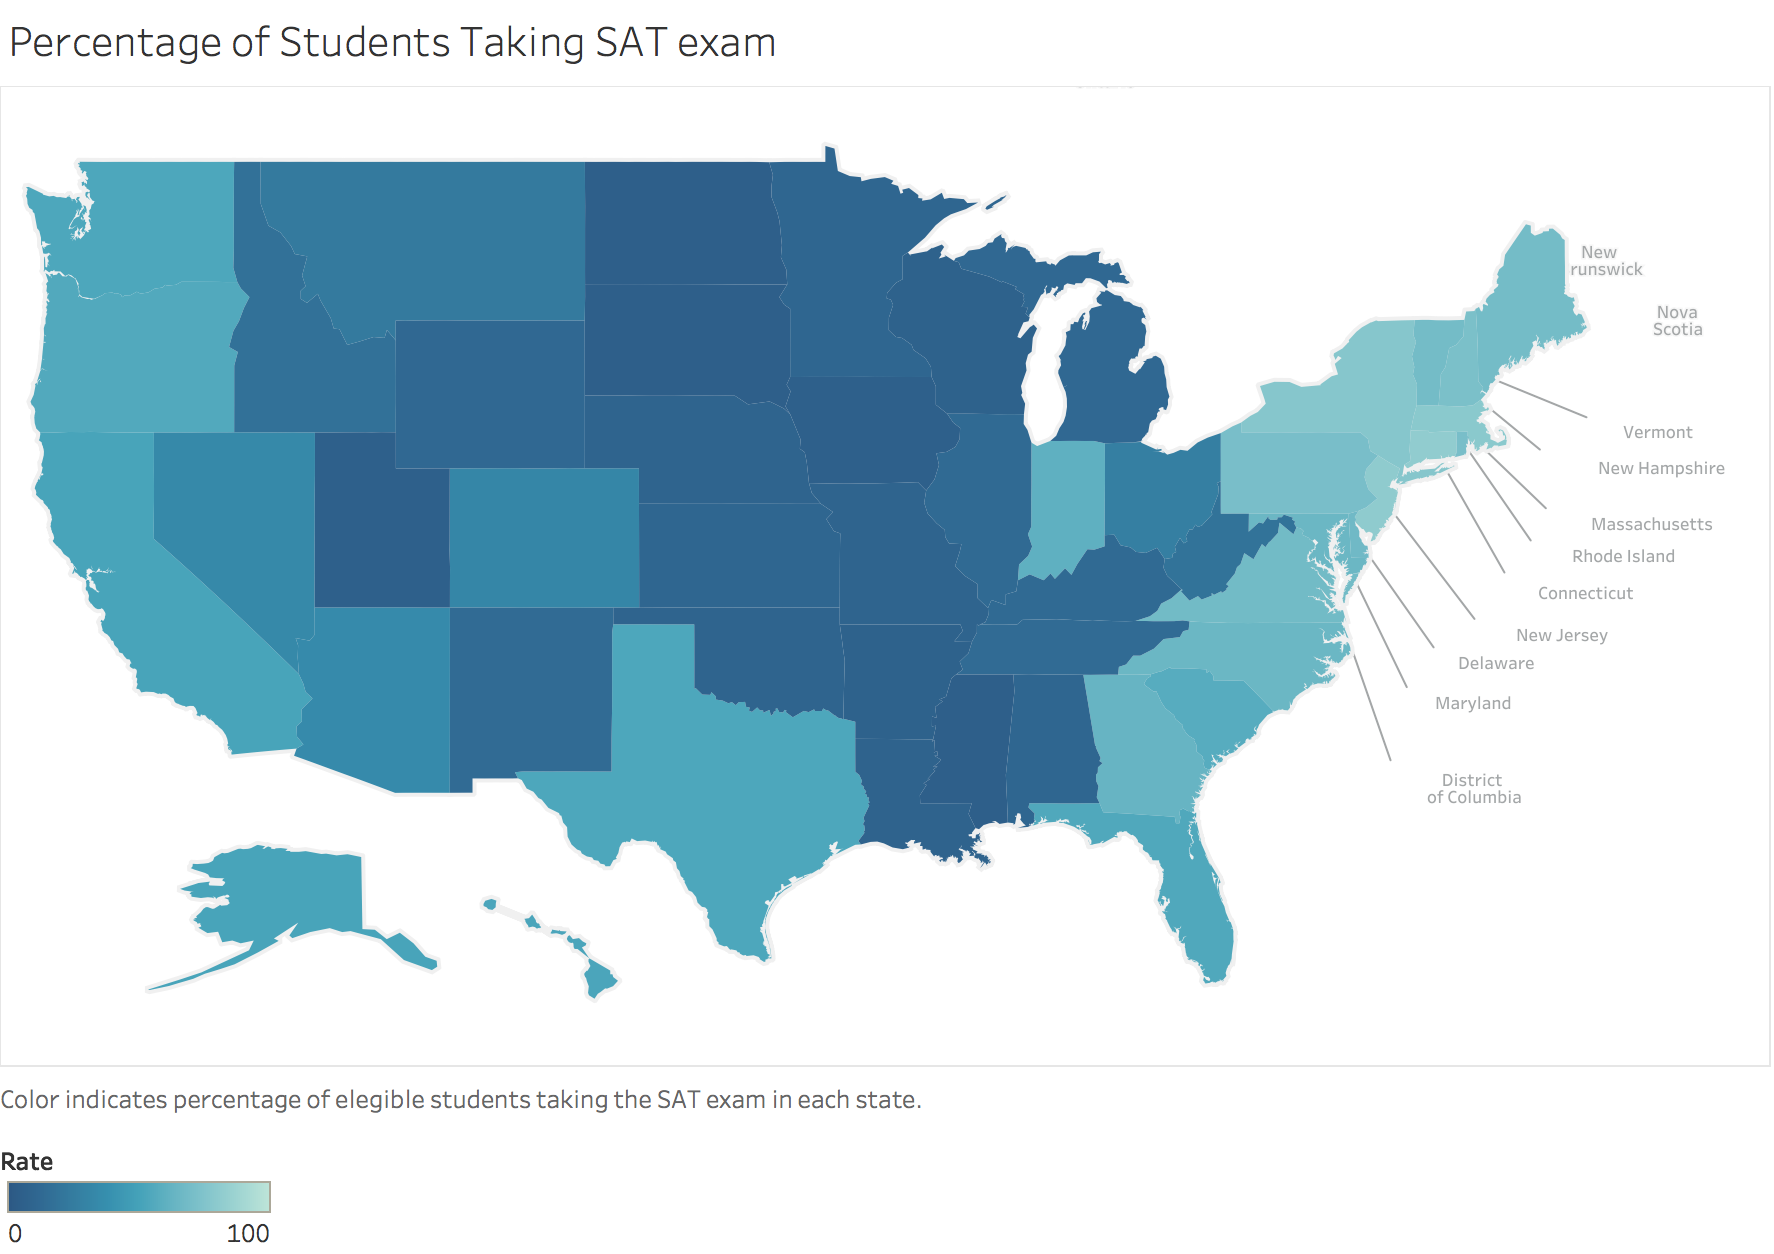 Percentage of Students Taking SAT exam
New
runswick
Nova
Scotia
Vermont
New Hampshire
Massachusetts
Rhode Island
Connecticut
New Jersey
Delaware
Maryland
District
of Columbia
Color indicates percentage of elegible students taking the SAT exam in each state.
Rate
0 100